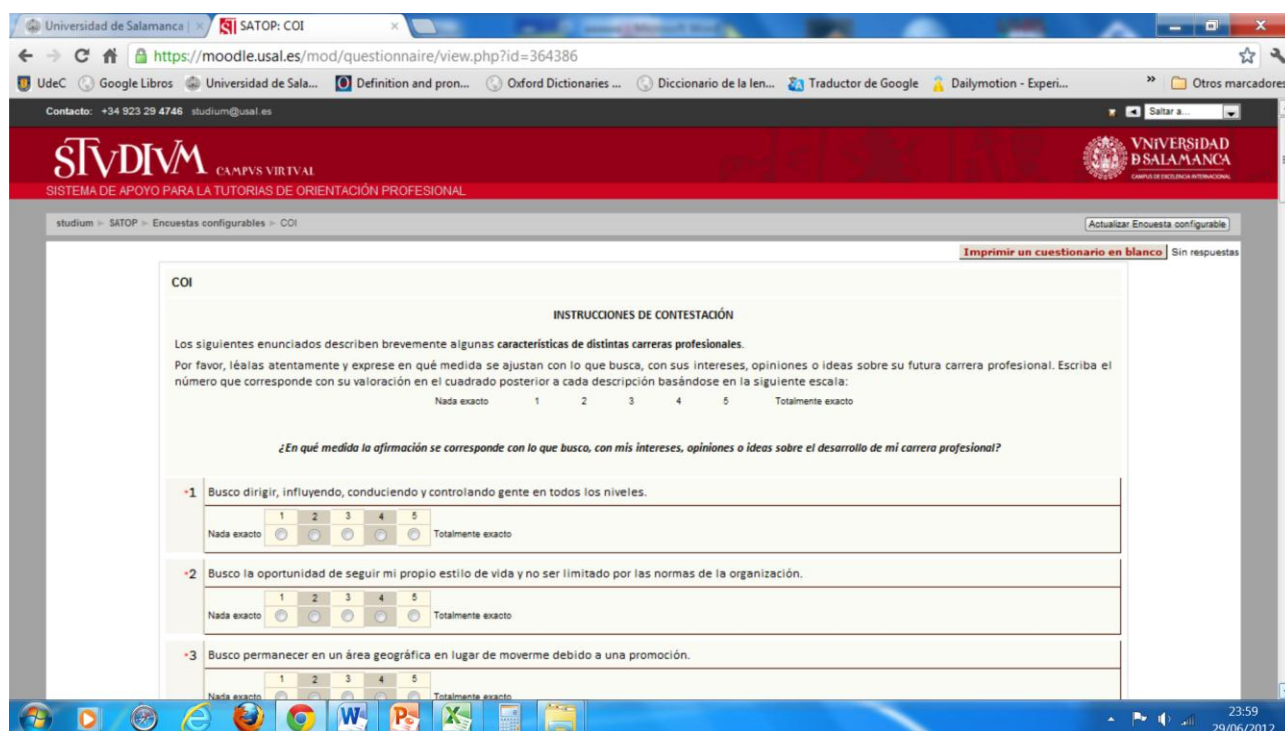 Universidad de Salamanca |
SATOP: COI
https://moodle.usal.es/mod/questionnaire/view.php?id=364386
UdeC Google Libros Universidad de Sala... Definition and pron... Oxford Dictionaries ... Diccionario de la len... Traductor de Google Dailymotion - Experi... » Otros marcadores
Contacto: +34 923 29 4746 studium@usal.es Saltar a...
STVDIVM CAMPVS VIRTVAL
VNIVERSIDAD
D SALAMANCA
CAMPUS DE EXCELENCIA INTERNACIONAL
SISTEMA DE APOYO PARA LA TUTORIAS DE ORIENTACIÓN PROFESIONAL
studium ► SATOP ► Encuestas configurables ► COI Actualizar Encuesta configurable
Imprimir un cuestionario en blanco Sin respuestas
COI
INSTRUCCIONES DE CONTESTACIÓN
Los siguientes enunciados describen brevemente algunas características de distintas carreras profesionales.
Por favor, léalas atentamente y exprese en qué medida se ajustan con lo que busca, con sus intereses, opiniones o ideas sobre su futura carrera profesional. Escriba el
número que corresponde con su valoración en el cuadrado posterior a cada descripción basándose en la siguiente escala:
Nada exacto 1 2 3 4 5 Totalmente exacto
¿En qué medida la afirmación se corresponde con lo que busco, con mis intereses, opiniones o ideas sobre el desarrollo de mi carrera profesional?
*1 Busco dirigir, influyendo, conduciendo y controlando gente en todos los niveles.
1 2 3 4 5
Nada exacto Totalmente exacto
*2 Busco la oportunidad de seguir mi propio estilo de vida y no ser limitado por las normas de la organización.
1 2 3 4 5
Nada exacto Totalmente exacto
*3 Busco permanecer en un área geográfica en lugar de moverme debido a una promoción.
1 2 3 4 5
Nada exacto Totalmente exacto
23:59
29/06/2012